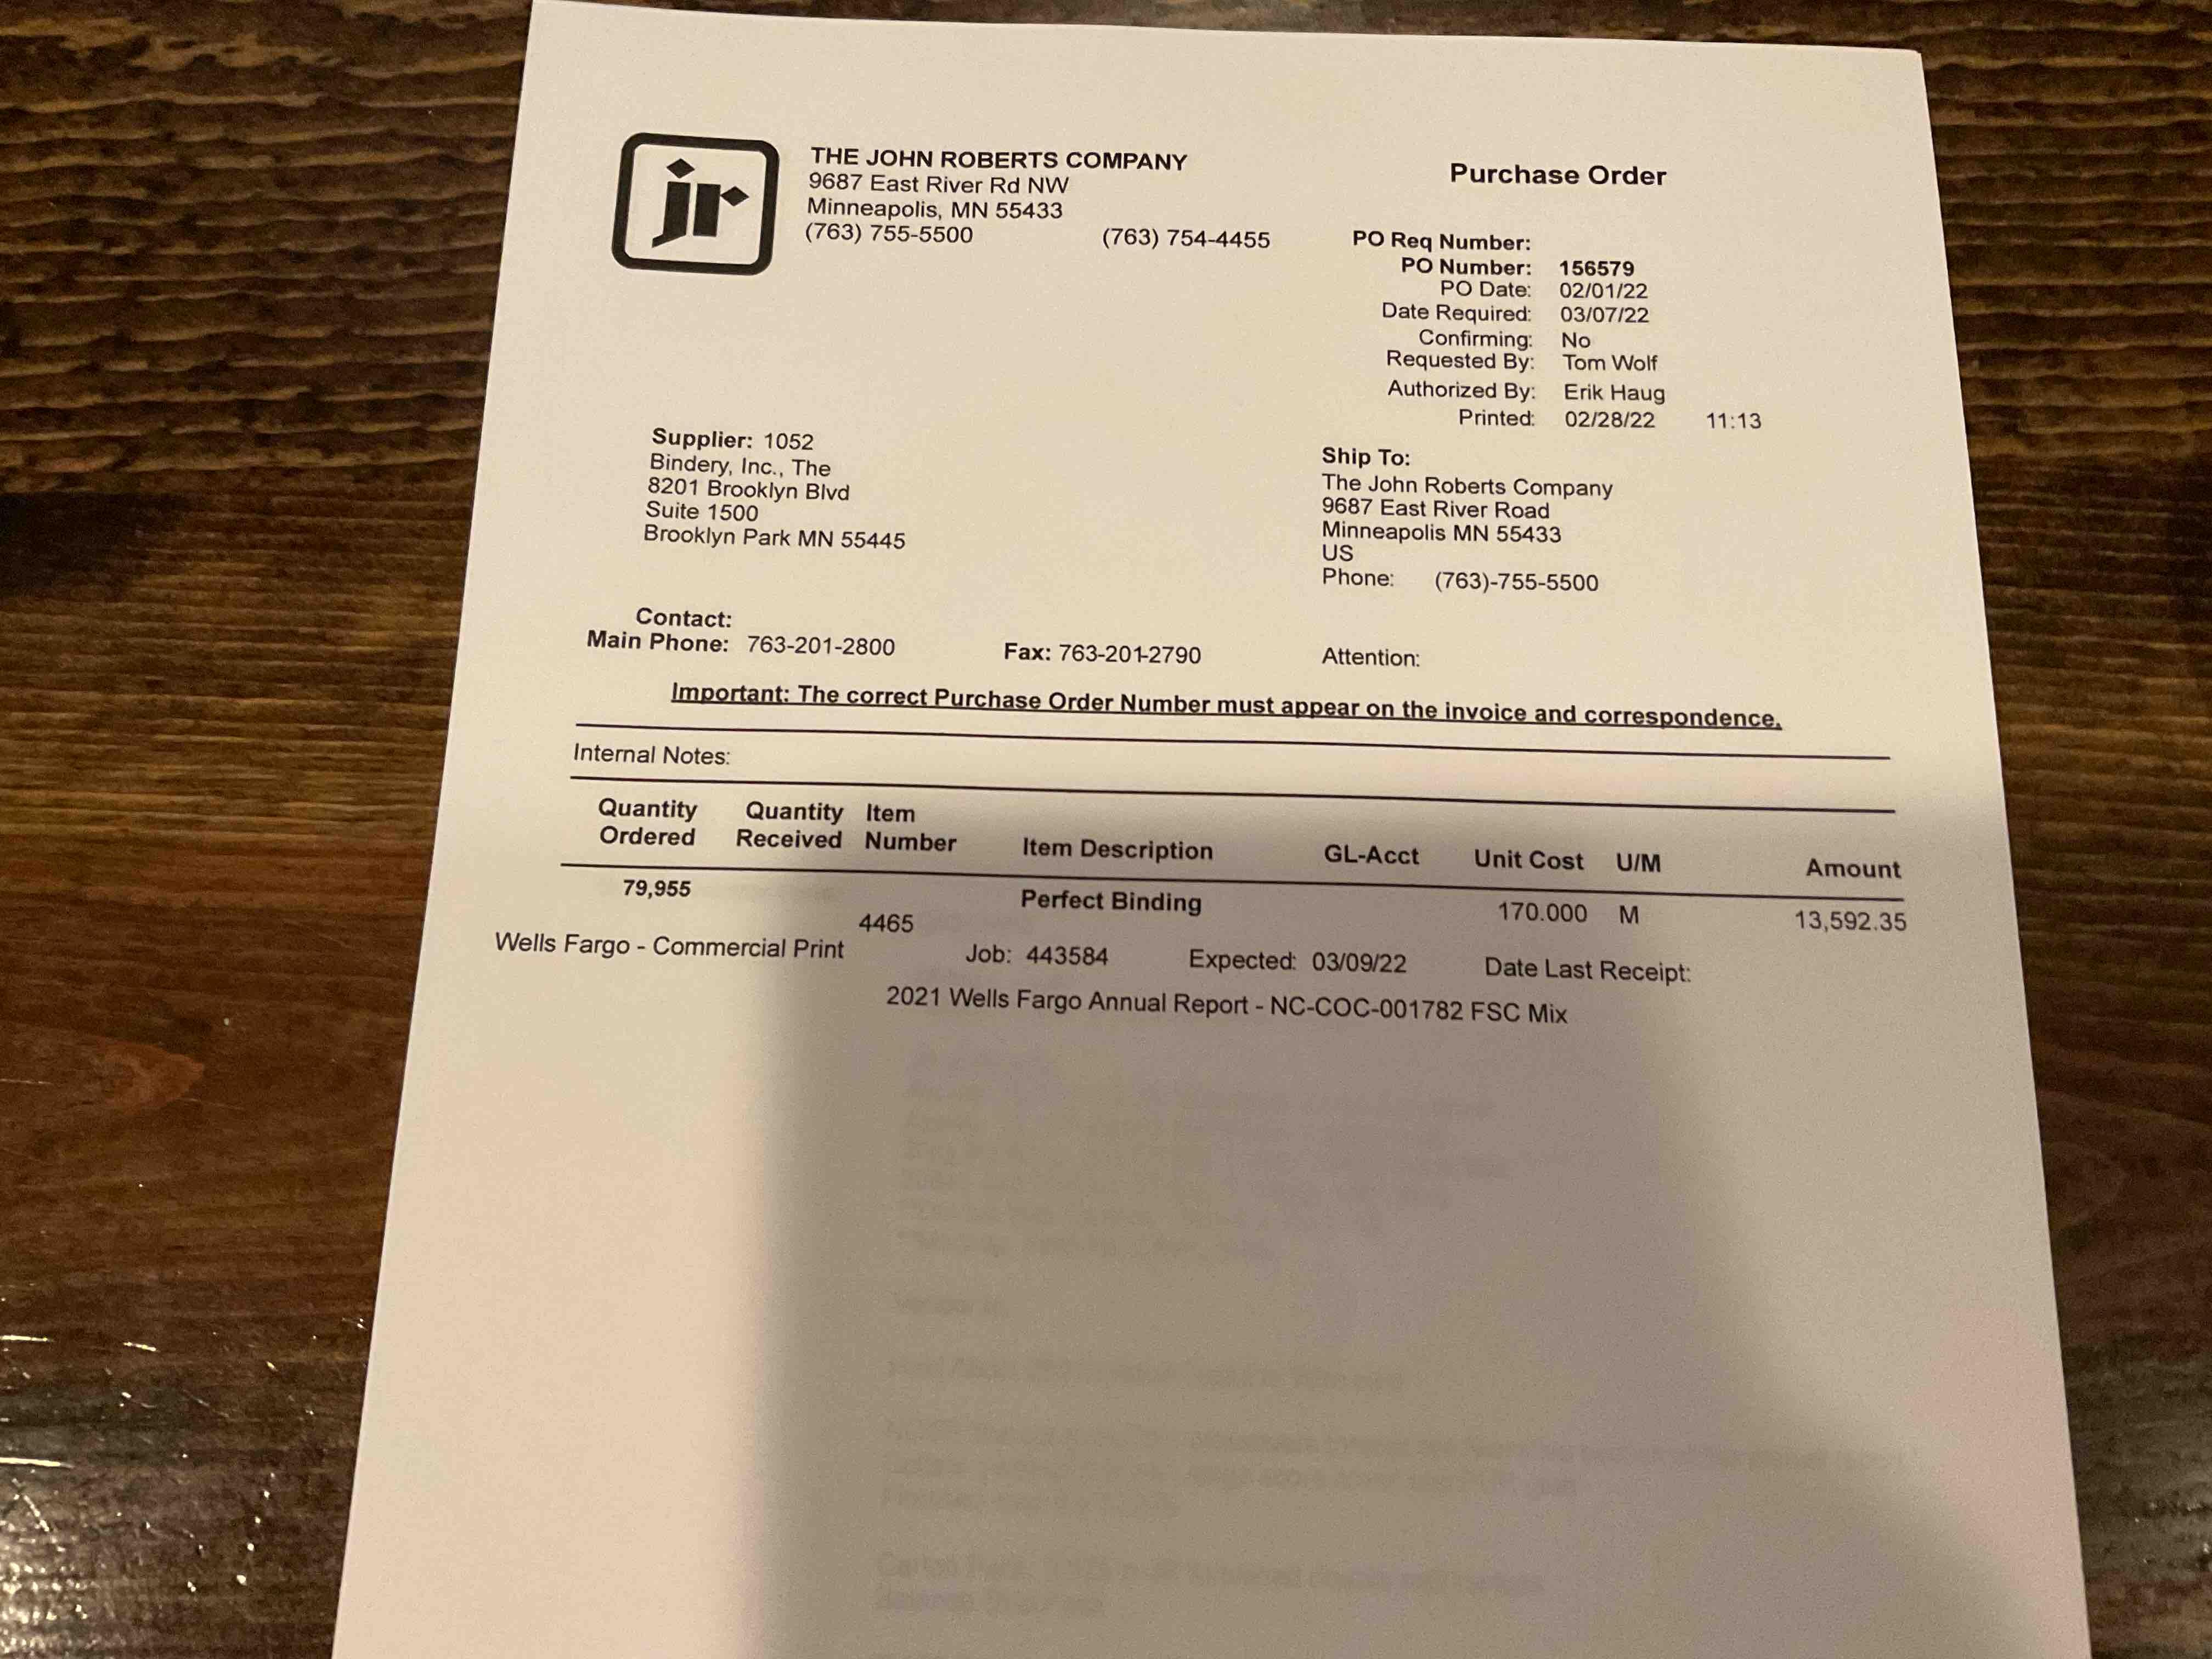 jr
THE JOHN ROBERTS COMPANY
9687 East River Rd NW
Minneapolis, MN 55433
(763) 755-5500 (763) 754-4455
Purchase Order
PO Req Number:
PO Number: 156579
PO Date: 02/01/22
Date Required: 03/07/22
Confirming: No
Requested By: Tom Wolf
Authorized By: Erik Haug
Printed: 02/28/22 11:13
Supplier: 1052
Bindery, Inc., The
8201 Brooklyn Blvd
Suite 1500
Brooklyn Park MN 55445
Ship To:
The John Roberts Company
9687 East River Road
Minneapolis MN 55433
US
Phone: (763)-755-5500
Contact:
Main Phone: 763-201-2800 Fax: 763-201-2790 Attention:
Important: The correct Purchase Order Number must appear on the invoice and correspondence.
Internal Notes:
Quantity Ordered Quantity Received Item Number Item Description GL-Acct Unit Cost U/M Amount
79,955 Perfect Binding 170.000 M 13,592.35
4465
Wells Fargo - Commercial Print Job: 443584 Expected: 03/09/22 Date Last Receipt:
2021 Wells Fargo Annual Report - NC-COC-001782 FSC Mix